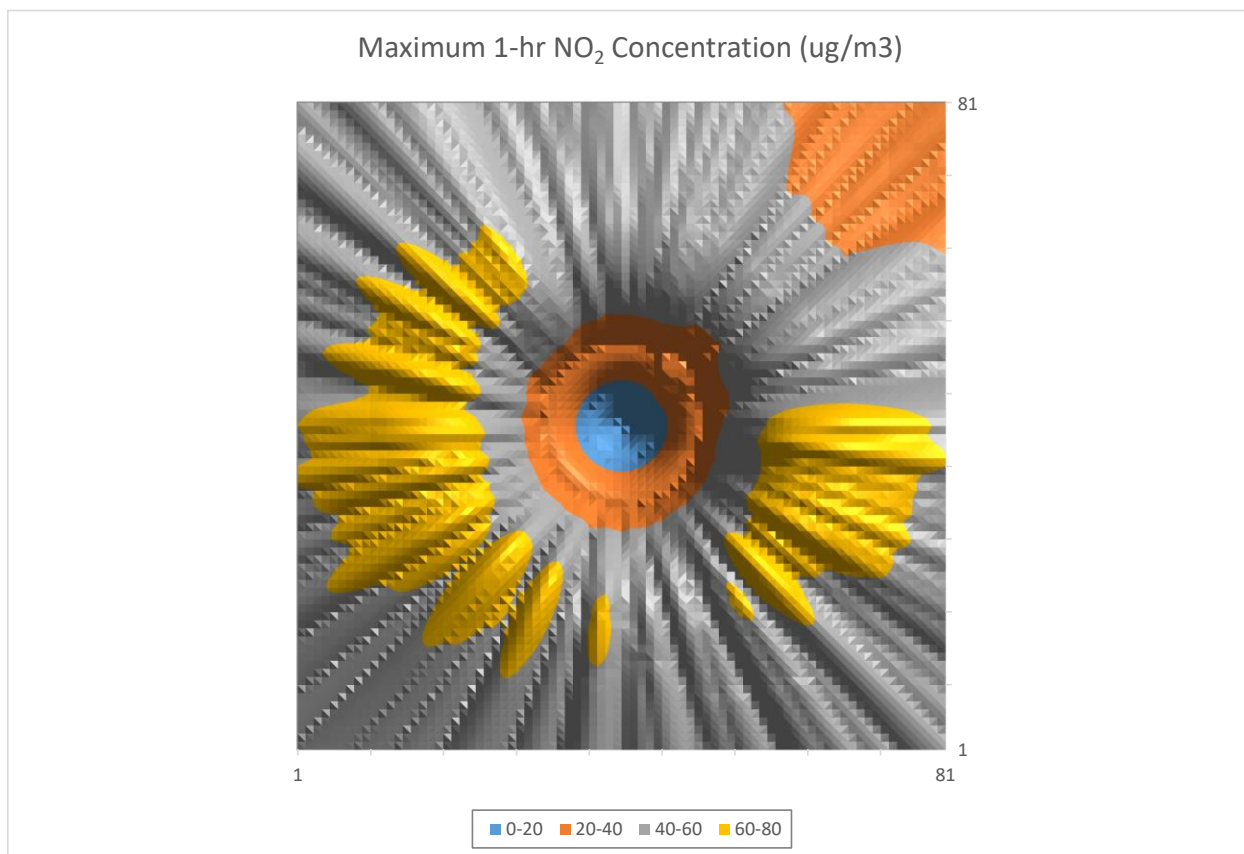 Maximum 1-hr NO₂ Concentration (ug/m3)
81
1
1 81
0-20 20-40 40-60 60-80